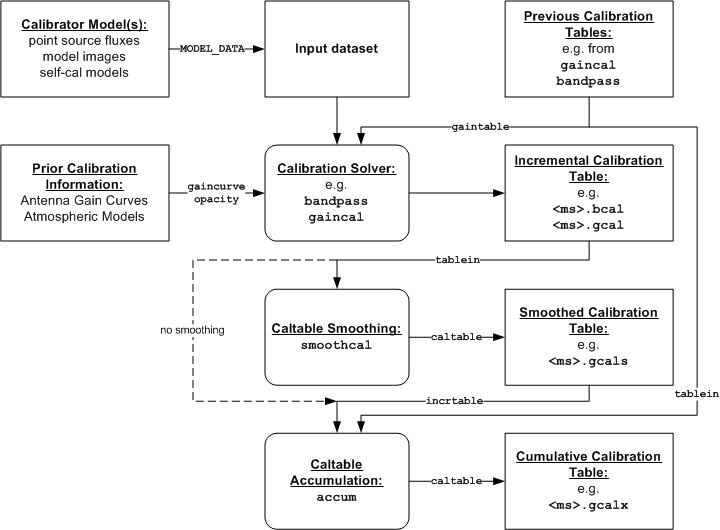 Calibrator Model(s):
point source fluxes
model images
self-cal models
MODEL_DATA
Input dataset
Previous Calibration
Tables:
e.g. from
gaincal
bandpass
gaintable
Prior Calibration
Information:
Antenna Gain Curves
Atmospheric Models
gaincurve
opacity
Calibration Solver:
e.g.
bandpass
gaincal
Incremental Calibration
Table:
e.g.
<ms>.bcal
<ms>.gcal
tablein
no smoothing
Caltable Smoothing:
smoothcal
caltable
Smoothed Calibration
Table:
e.g.
<ms>.gcals
incrtable
tablein
Caltable
Accumulation:
accum
caltable
Cumulative Calibration
Table:
e.g.
<ms>.gcalx